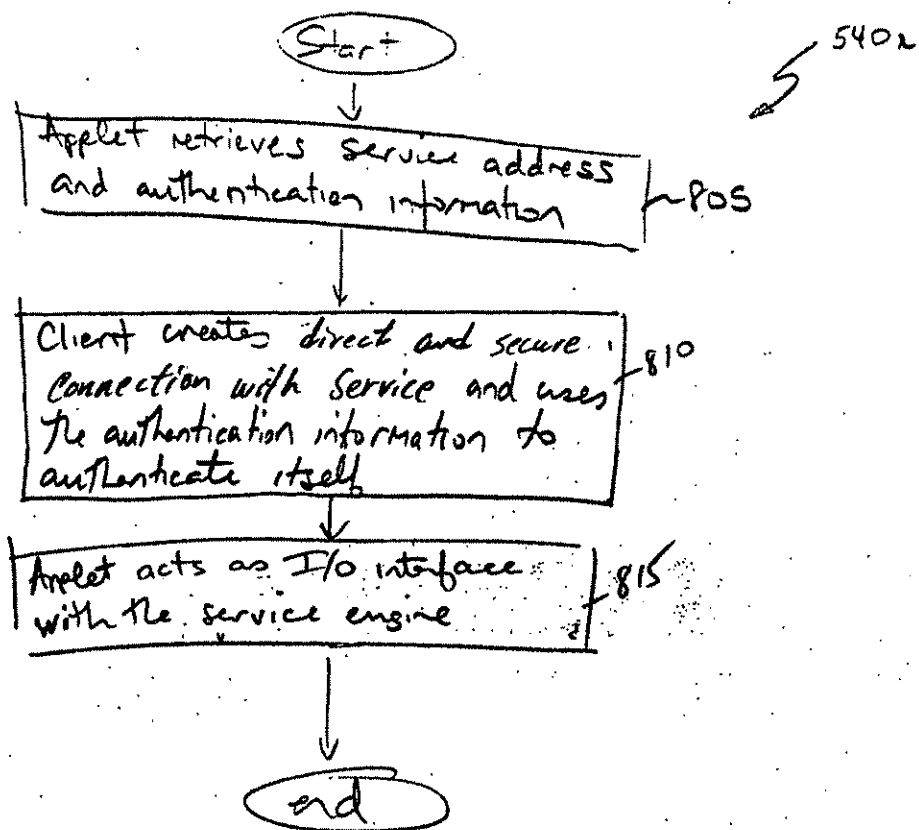 Start
540a
Applet retrieves service address
and authentication information
805
Client creates direct and secure
connection with service and uses
the authentication information to
authenticate itself
810
Applet acts as I/O interface
with the service engine
815
end